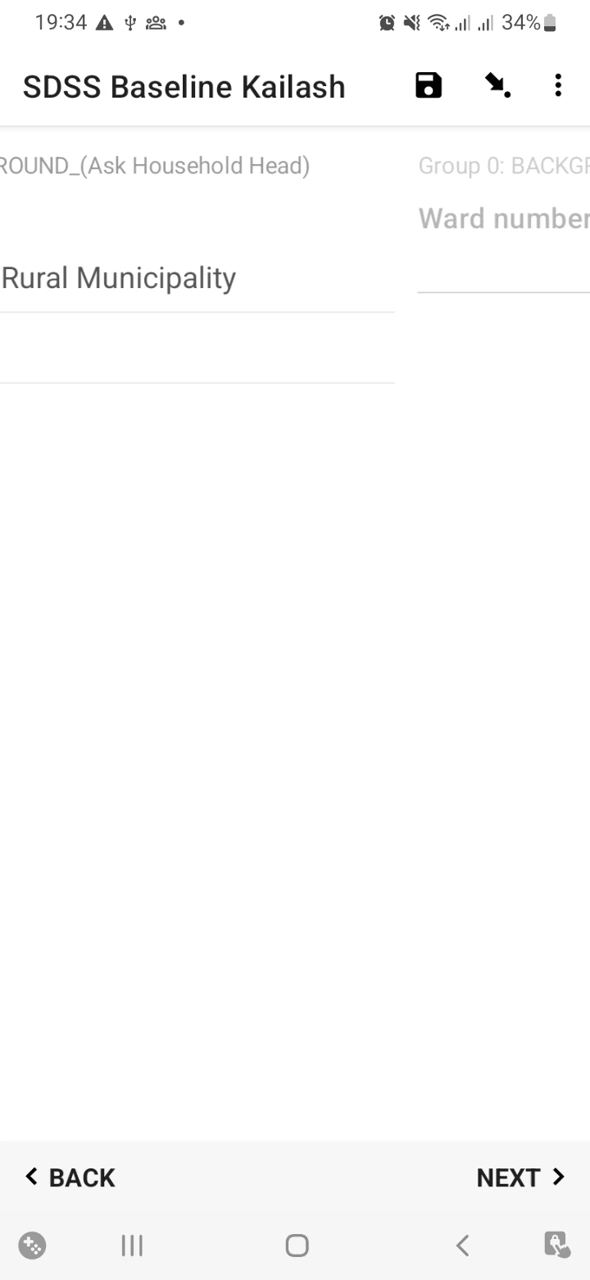 19:34
34%
SDSS Baseline Kailash
ROUND_(Ask Household Head)
Group 0: BACKGR
Ward number
Rural Municipality
BACK
NEXT